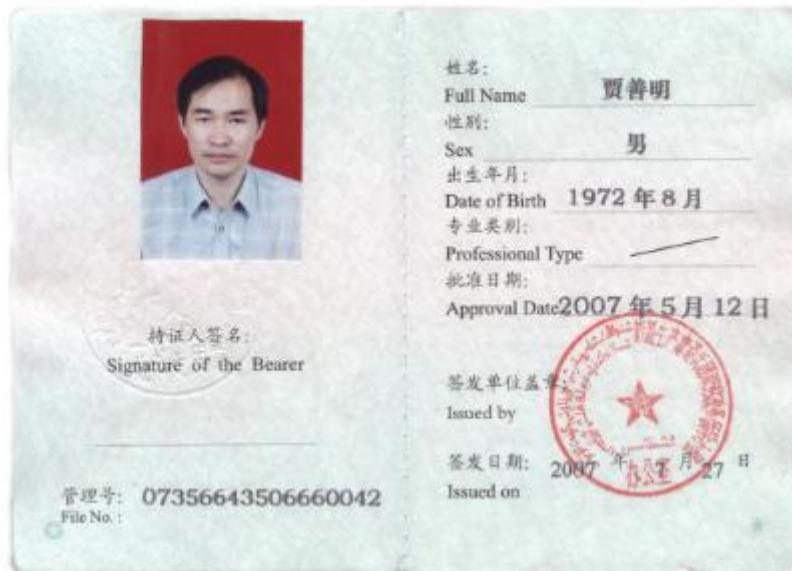 持证人签名:
Signature of the Bearer
管理号: 07356643506660042
File No. :
姓名:
Full Name 贾善明
性别:
Sex 男
出生年月:
Date of Birth 1972 年 8 月
专业类别:
Professional Type
批准日期:
Approval Date 2007 年 5 月 12 日
签发单位盖章
Issued by
签发日期: 2007 年 7 月 27 日
Issued on